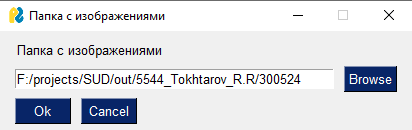 Папка с изображениями
Папка с изображениями
F:/projects/SUD/out/5544_Tokhtarov_R.R/300524
Browse
Ok Cancel